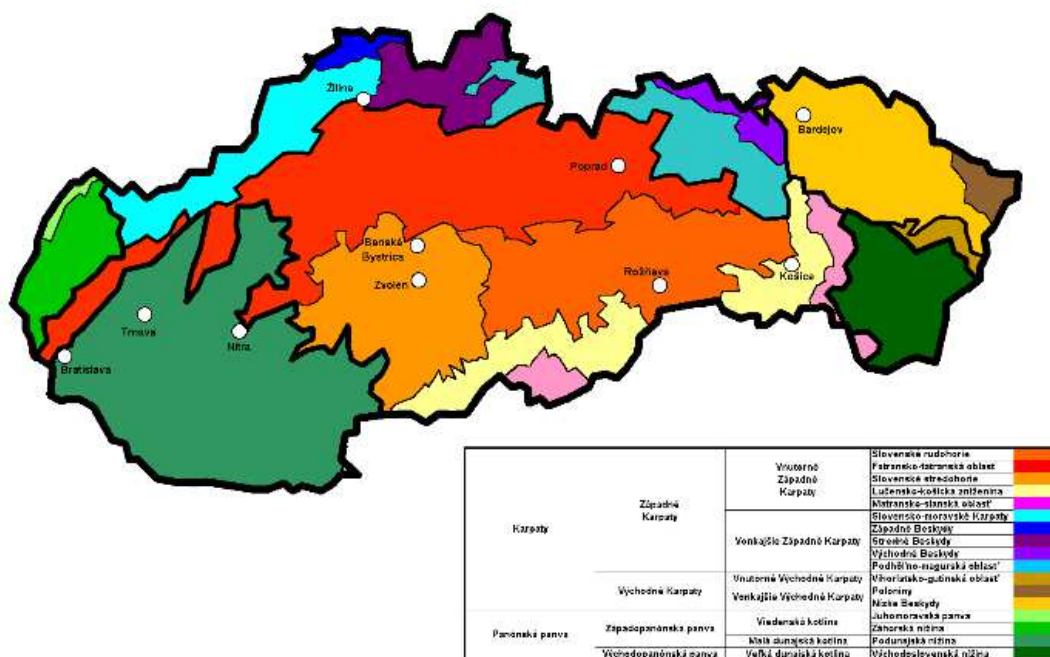 Žilina
Bardejov
Poprad
Banská
Bystrica
Zvolen
Rožňava
Košice
Trnava
Nitra
Bratislava
Karpaty
Západné
Karpaty
Vnutorné
Západné
Karpaty
Slovenské rudohorie
Fatransko-tatranská oblasť
Slovenské stredohorie
Lučensko-košická zníženina
Matransko-slanská oblasť
Vonkajšie Západné Karpaty
Slovensko-moravské Karpaty
Západné Beskydy
Stredné Beskydy
Východné Beskydy
Podhôľno-magurská oblasť
Východné Karpaty
Vnutorné Východné Karpaty
Vihorlatsko-gutinská oblasť
Vonkajšie Východné Karpaty
Poloniny
Nízke Beskydy
Panónska panva
Západopanónska panva
Viedenská kotlina
Juhomoravská panva
Záhorská nížina
Malá dunajská kotlina
Podunajská nížina
Východopanónska panva
Veľká dunajská kotlina
Východoslovenská nížina